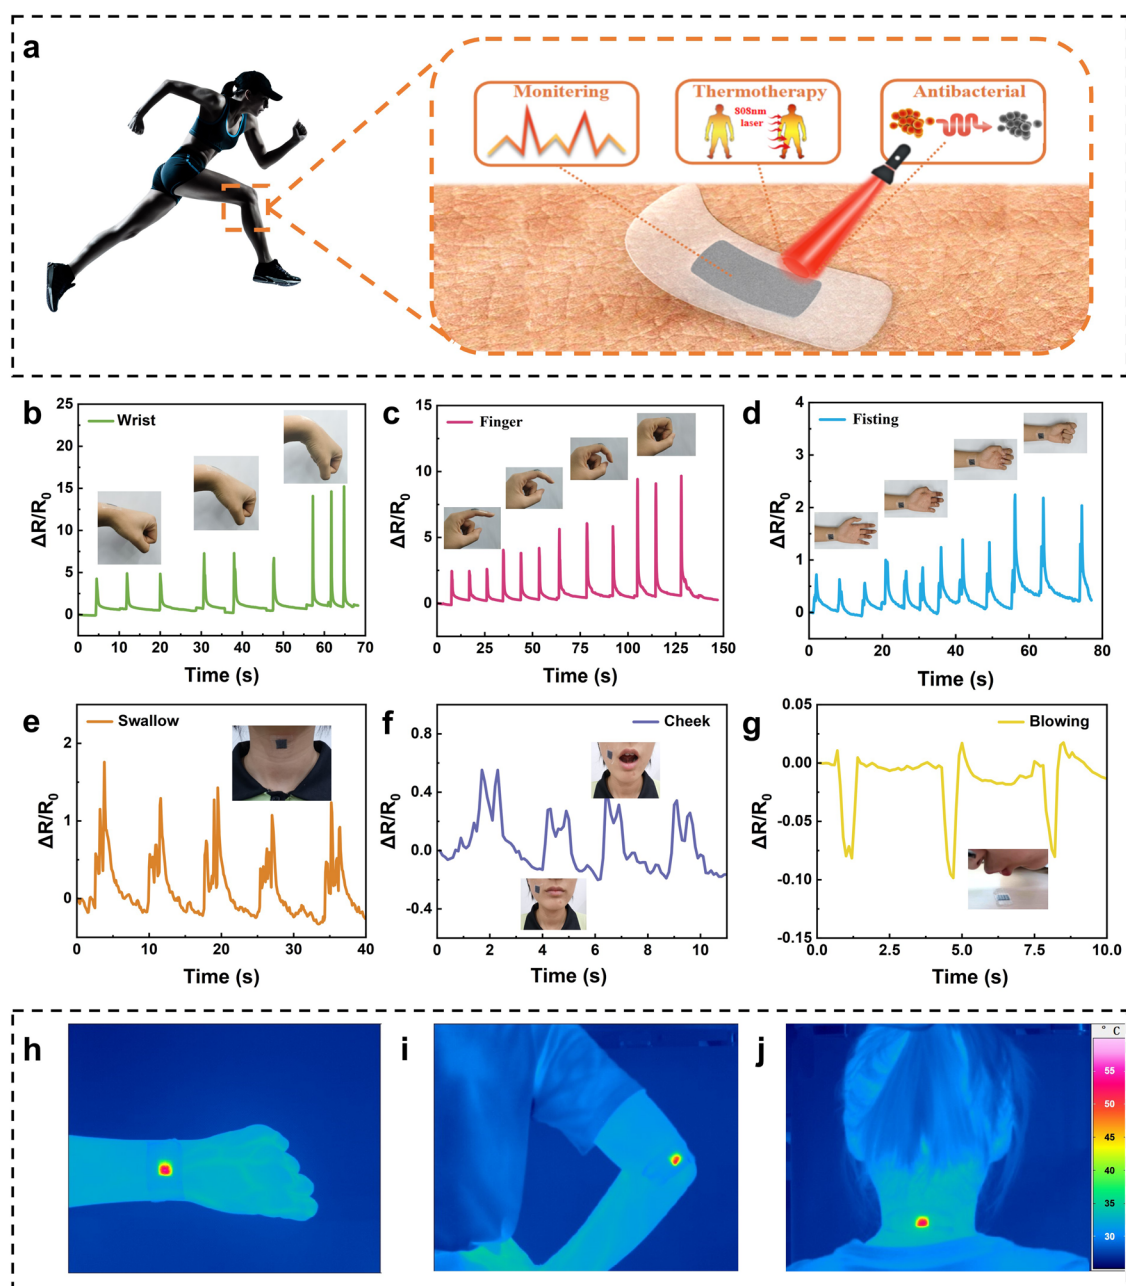 a
Monitering
Thermotherapy
808nm
laser
Antibacterial
b
25
20
15
10
5
0
ΔR/R0
Wrist
0 10 20 30 40 50 60 70
Time (s)
c
15
10
5
0
ΔR/R0
Finger
0 25 50 75 100 125 150
Time (s)
d
4
3
2
1
0
ΔR/R0
Fisting
0 20 40 60 80
Time (s)
e
2
1
0
ΔR/R0
Swallow
0 10 20 30 40
Time (s)
f
0.8
0.4
0.0
-0.4
ΔR/R0
Cheek
0 2 4 6 8 10
Time (s)
g
0.05
0.00
-0.05
-0.10
-0.15
ΔR/R0
Blowing
0.0 2.5 5.0 7.5 10.0
Time (s)
h
i
j
° C
55
50
45
40
35
30